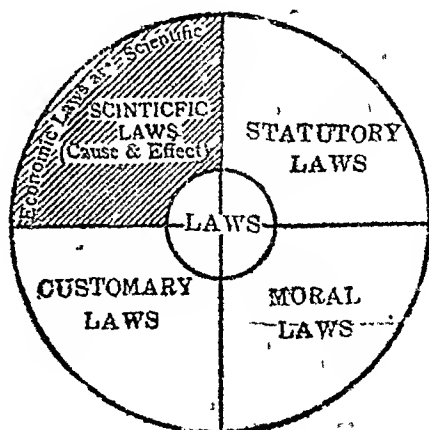 Economic Laws are Scientific
SCINTICFIC
LAWS
(Cause & Effect)
STATUTORY
LAWS
LAWS
CUSTOMARY
LAWS
MORAL
LAWS